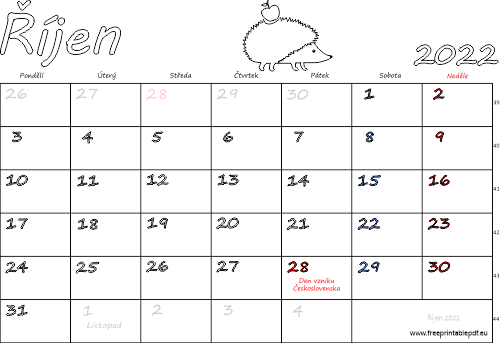 Říjen
2022
Pondělí Úterý Středa Čtvrtek Pátek Sobota Neděle
26 27 28 29 30 1 2 39
3 4 5 6 7 8 9 40
10 11 12 13 14 15 16 41
17 18 19 20 21 22 23 42
24 25 26 27 28 29 30 43
Den vzniku
Československa
31 1 2 3 4 44
Listopad
Říjen 2022
www.freeprintablepdf.eu